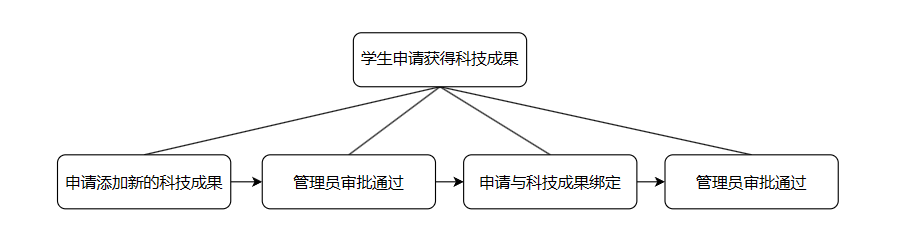 学生申请获得科技成果
申请添加新的科技成果
管理员审批通过
申请与科技成果绑定
管理员审批通过